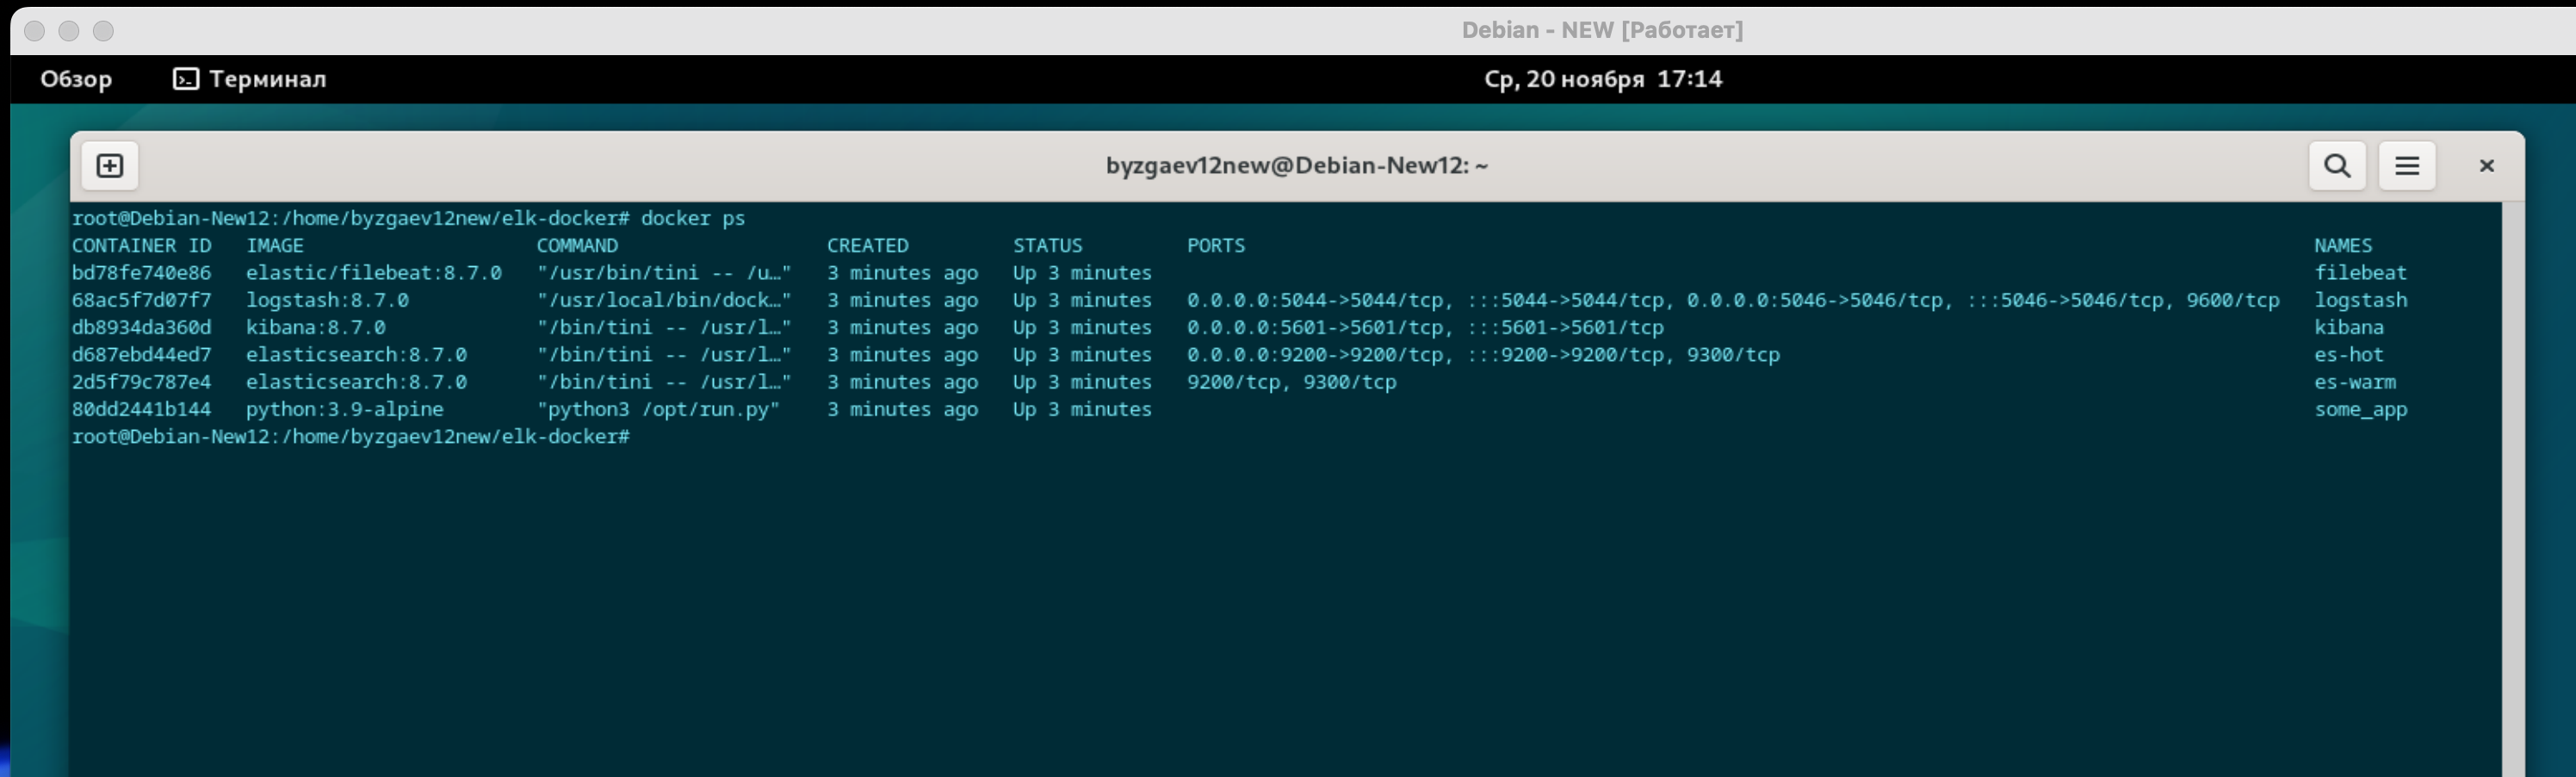 Debian - NEW [Работает]
Обзор Терминал Ср, 20 ноября 17:14
byzgaev12new@Debian-New12: ~
root@Debian-New12:/home/byzgaev12new/elk-docker# docker ps
CONTAINER ID IMAGE COMMAND CREATED STATUS PORTS NAMES
bd78fe740e86 elastic/filebeat:8.7.0 "/usr/bin/tini -- /u…" 3 minutes ago Up 3 minutes filebeat
68ac5f7d07f7 logstash:8.7.0 "/usr/local/bin/dock…" 3 minutes ago Up 3 minutes 0.0.0.0:5044->5044/tcp, :::5044->5044/tcp, 0.0.0.0:5046->5046/tcp, :::5046->5046/tcp, 9600/tcp logstash
db8934da360d kibana:8.7.0 "/bin/tini -- /usr/l…" 3 minutes ago Up 3 minutes 0.0.0.0:5601->5601/tcp, :::5601->5601/tcp kibana
d687ebd44ed7 elasticsearch:8.7.0 "/bin/tini -- /usr/l…" 3 minutes ago Up 3 minutes 0.0.0.0:9200->9200/tcp, :::9200->9200/tcp, 9300/tcp es-hot
2d5f79c787e4 elasticsearch:8.7.0 "/bin/tini -- /usr/l…" 3 minutes ago Up 3 minutes 9200/tcp, 9300/tcp es-warm
80dd2441b144 python:3.9-alpine "python3 /opt/run.py" 3 minutes ago Up 3 minutes some_app
root@Debian-New12:/home/byzgaev12new/elk-docker#